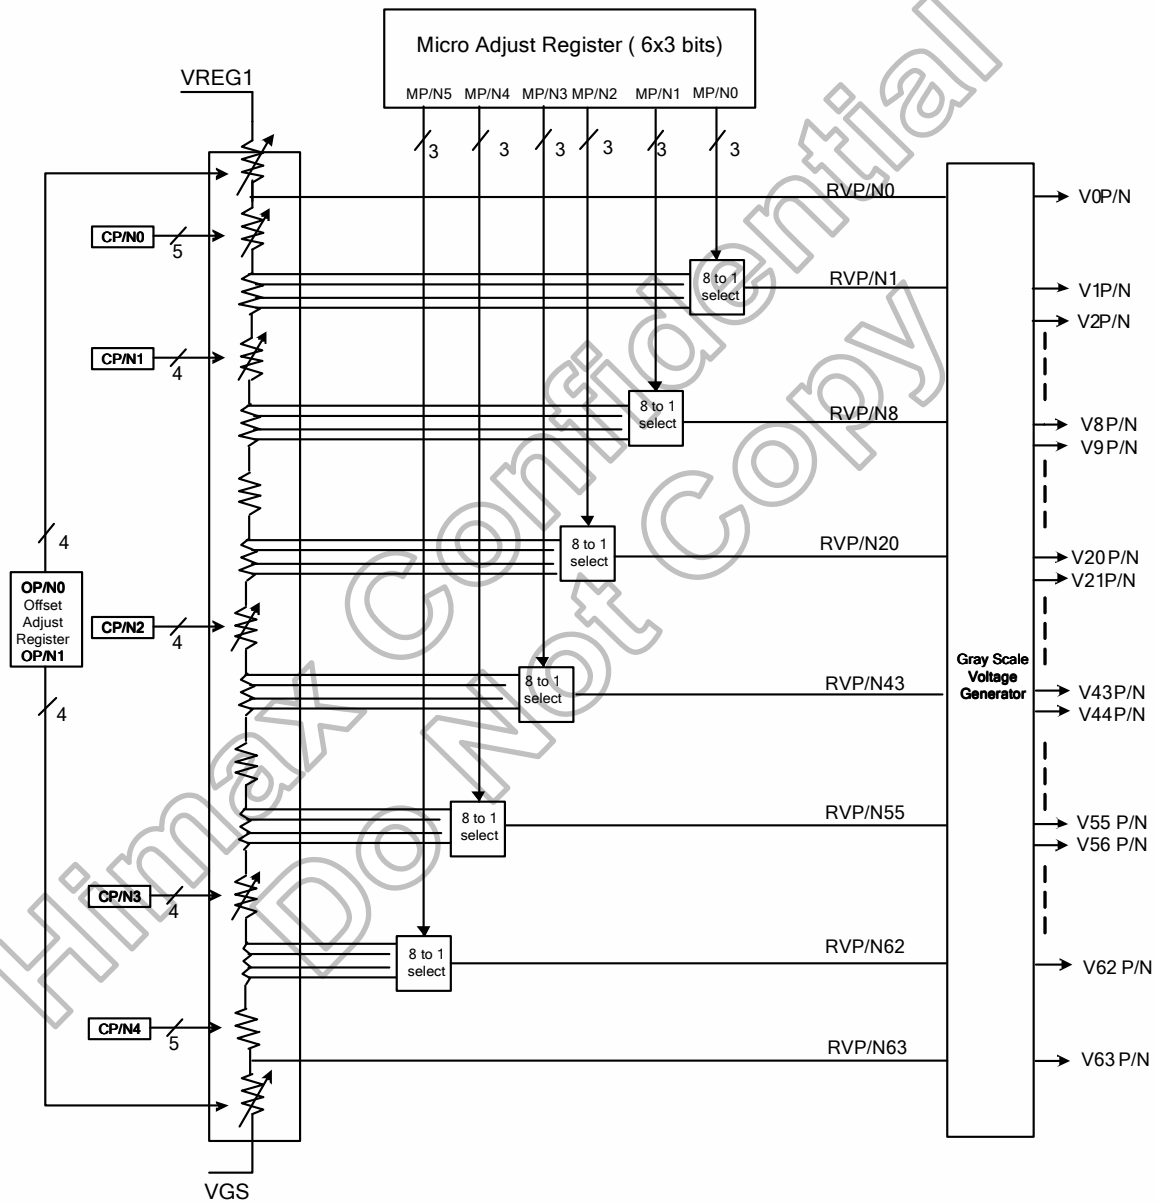 Micro Adjust Register ( 6x3 bits)
MP/N5 MP/N4 MP/N3 MP/N2 MP/N1 MP/N0
3 3 3 3 3 3
VREG1
RVP/N0
V0P/N
CP/N0
5
8 to 1
select
RVP/N1
V1P/N
V2P/N
CP/N1
4
8 to 1
select
RVP/N8
V8P/N
V9P/N
4
8 to 1
select
RVP/N20
V20P/N
V21P/N
OP/N0
Offset
Adjust
Register
OP/N1
CP/N2
4
Gray Scale
Voltage
Generator
8 to 1
select
RVP/N43
V43P/N
V44P/N
4
8 to 1
select
RVP/N55
V55 P/N
V56 P/N
CP/N3
4
8 to 1
select
RVP/N62
V62 P/N
CP/N4
5
RVP/N63
V63 P/N
VGS
Himax Confidential
Do Not Copy